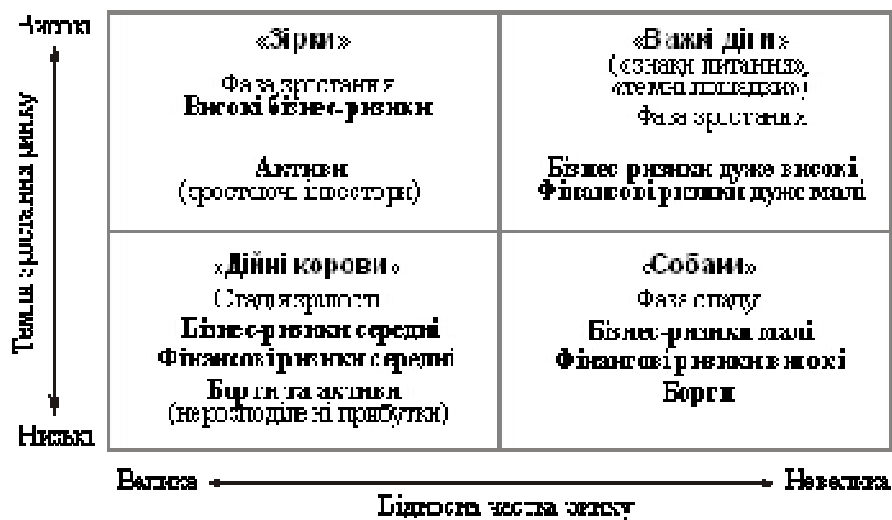 Високі
Темпи зростання ринку
Низькі
«Зірки»
Фаза зростання
Високі бізнес-ризики
Активи
(зростаючі інвестори)
«Важкі діти»
(«знаки питання»,
«темні лошадки»)
Фаза зростання
Бізнес ризики дуже високі
Фінансові ризики дуже малі
«Дійні корови»
Стадія зрілості
Бізнес-ризики середні
Фінансові ризики середні
Борги та активи
(нерозподілені прибутки)
«Собаки»
Фаза спаду
Бізнес-ризики малі
Фінансові ризики високі
Борги
Велика
Невелика
Відносна частка ринку